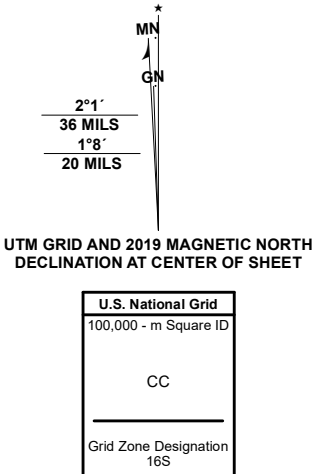 ★
MN
GN
2°1´
36 MILS
1°8´
20 MILS
UTM GRID AND 2019 MAGNETIC NORTH
DECLINATION AT CENTER OF SHEET
U.S. National Grid
100,000 - m Square ID
CC
Grid Zone Designation
16S